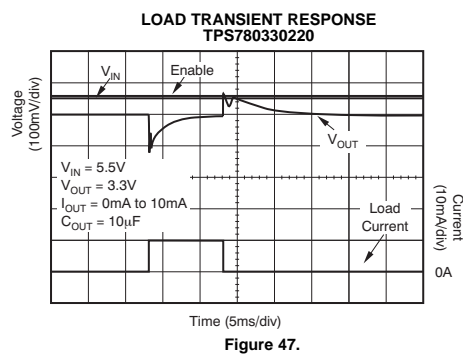 LOAD TRANSIENT RESPONSE
TPS780330220
V_IN
Enable
Voltage
(100mV/div)
V_OUT
V_IN = 5.5V
V_OUT = 3.3V
I_OUT = 0mA to 10mA
C_OUT = 10μF
Load
Current
Current
(10mA/div)
0A
Time (5ms/div)
Figure 47.